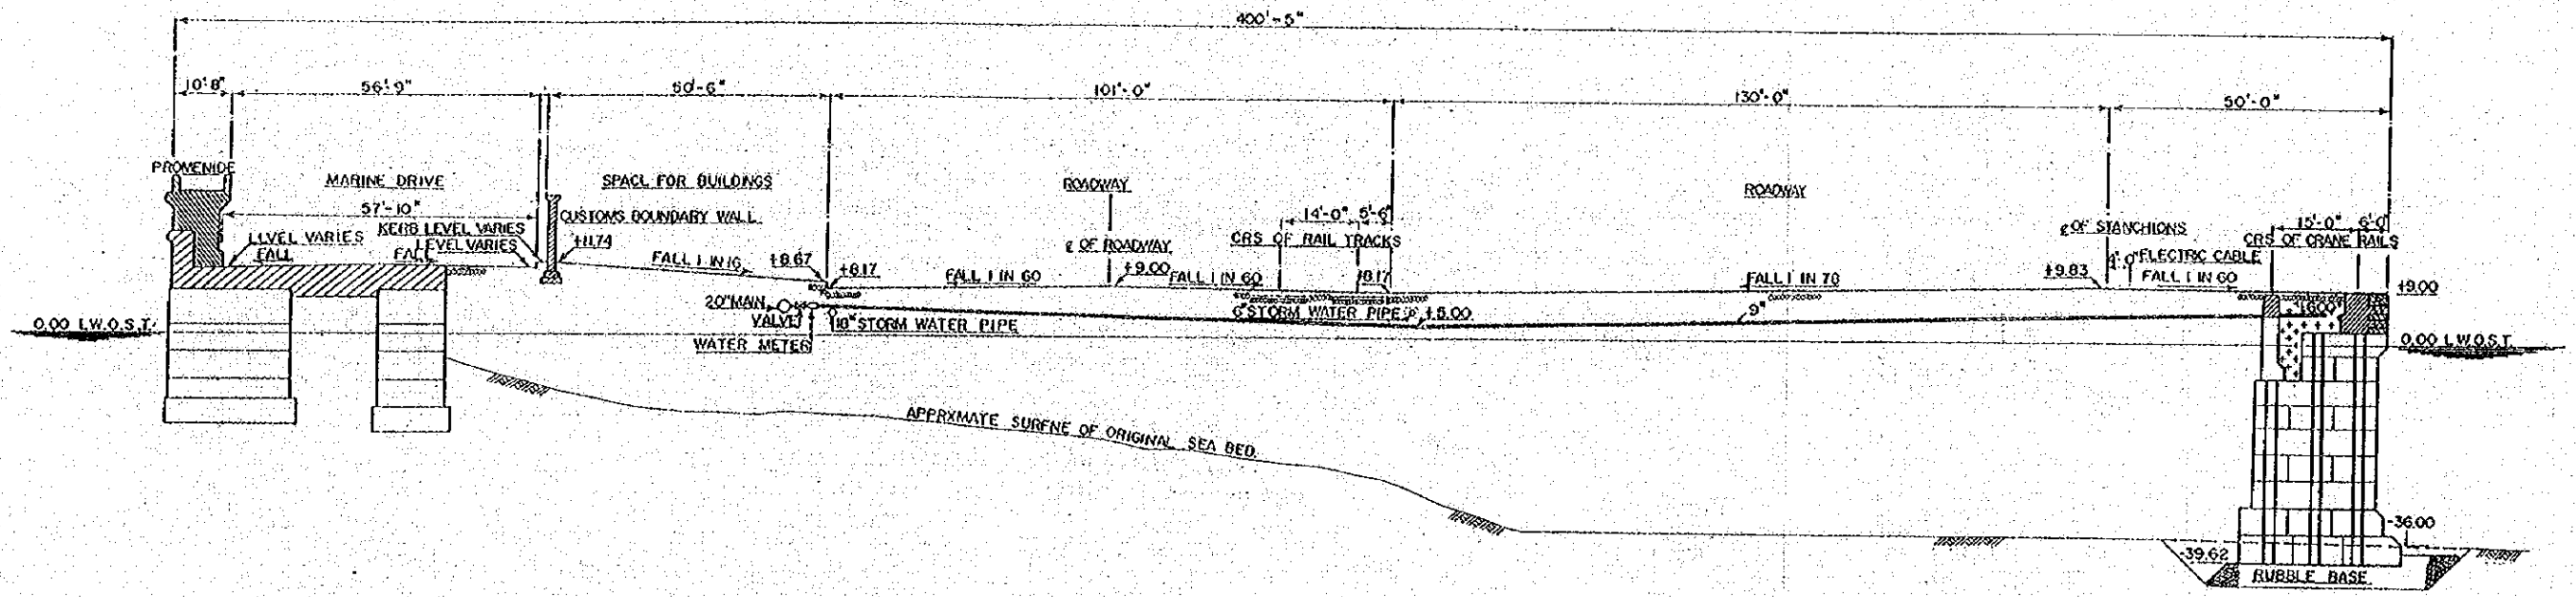 400'-5"
10'8"
56'-9"
50'-6"
101'-0"
130'-0"
50'-0"
PROMENIDE
MARINE DRIVE
SPACL FOR BUILDINGS
ROADWAY
ROADWAY
57'-10"
CUSTOMS BOUNDARY WALL
14'-0" 5'-6"
15'-0" 6'-0"
KERB LEVEL VARIES
LEVEL VARIES
LEVEL VARIES
FALL
FALL
+11.74
¢ OF ROADWAY
CRS OF RAIL TRACKS
¢ OF STANCHIONS
CRS OF CRANE RAILS
ELECTRIC CABLE
FALL 1 IN 16
+8.67
+8.17
FALL 1 IN 60
+9.00
FALL 1 IN 60
+8.17
FALL 1 IN 70
+9.83
FALL 1 IN 60
+9.00
20"MAIN
VALVE
WATER METER
10" STORM WATER PIPE
STORM WATER PIPE
+5.00
9"
0.00 L.W.O.S.T.
0.00 L.W.O.S.T.
APPRXMATE SURFNE OF ORIGINAL SEA BED.
-36.00
-39.62
RUBBLE BASE